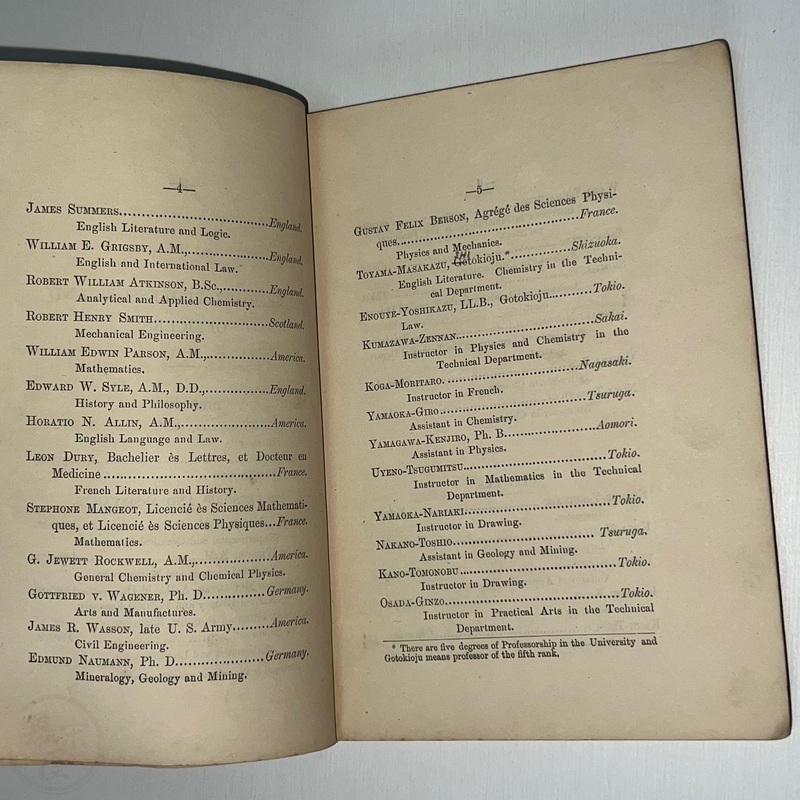 —4—
JAMES SUMMERS........................................England.
English Literature and Logic.
WILLIAM E. GRIGSBY, A.M.,........................England.
English and International Law.
ROBERT WILLIAM ATKINSON, B.Sc.,............England.
Analytical and Applied Chemistry.
ROBERT HENRY SMITH..............................Scotland.
Mechanical Engineering.
WILLIAM EDWIN PARSON, A.M.,...................America.
Mathematics.
EDWARD W. SYLE, A.M., D.D.,.................England.
History and Philosophy.
HORATIO N. ALLIN, A.M.,.........................America.
English Language and Law.
LEON DURY, Bachelier ès Lettres, et Docteur en
Medicine..........................................France.
French Literature and History.
STEPHONE MANGEOT, Licencié ès Sciences Mathemati-
ques, et Licencié ès Sciences Physiques...France.
Mathematics.
G. JEWETT ROCKWELL, A.M.,....................America.
General Chemistry and Chemical Physics.
GOTTFRIED V. WAGENER, Ph. D..................Germany.
Arts and Manufactures.
JAMES R. WASSON, late U. S. Army............America.
Civil Engineering.
EDMUND NAUMANN, Ph. D......................Germany.
Mineralogy, Geology and Mining.
—5—
GUSTAV FELIX BERSON, Agrégé des Sciences Physi-
ques..............................................France.
Physics and Mechanics.
TOYAMA-MASAKAZU, Gotokioju.*...............Shizuoka.
English Literature. Chemistry in the Techni-
cal Department.
ENOUYE-YOSHIKAZU, LL.B., Gotokioju..........Tokio.
Law.
KUMAZAWA-ZENNAN................................Sakai.
Instructor in Physics and Chemistry in the
Technical Department.
KOGA-MORITARO.................................Nagasaki.
Instructor in French.
YAMAOKA-GIRO..................................Tsuruga.
Assistant in Chemistry.
YAMAGAWA-KENJIRO, Ph. B.....................Aomori.
Assistant in Physics.
UYENO-TSUGUMITSU................................Tokio.
Instructor in Mathematics in the Technical
Department.
YAMAOKA-NARIAKI.................................Tokio.
Instructor in Drawing.
NAKANO-TOSHIO.................................Tsuruga.
Assistant in Geology and Mining.
KANO-TOMONOBU...................................Tokio.
Instructor in Drawing.
OSADA-GINZO.......................................Tokio.
Instructor in Practical Arts in the Technical
Department.
* There are five degrees of Professorship in the University and
Gotokioju means professor of the fifth rank.